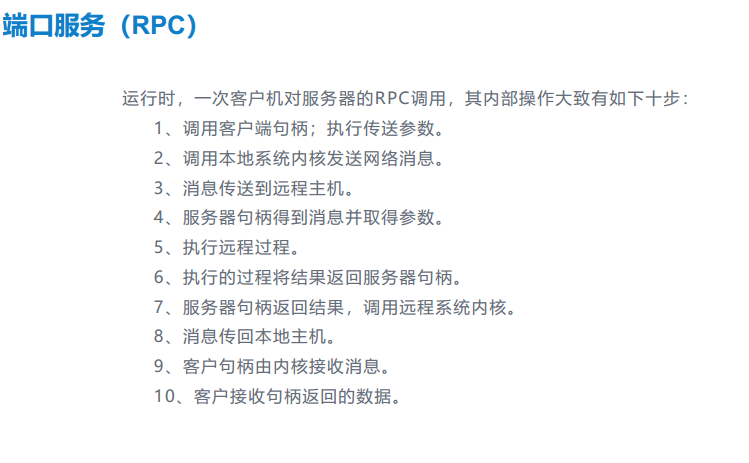 端口服务（RPC）
运行时，一次客户机对服务器的RPC调用，其内部操作大致有如下十步：
1、调用客户端句柄；执行传送参数。
2、调用本地系统内核发送网络消息。
3、消息传送到远程主机。
4、服务器句柄得到消息并取得参数。
5、执行远程过程。
6、执行的过程将结果返回服务器句柄。
7、服务器句柄返回结果，调用远程系统内核。
8、消息传回本地主机。
9、客户句柄由内核接收消息。
10、客户接收句柄返回的数据。